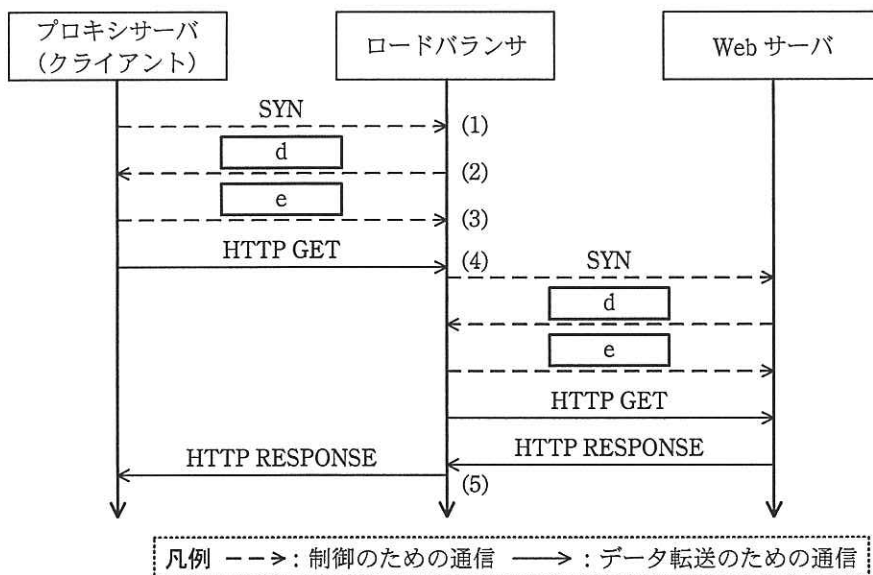 プロキシサーバ
(クライアント)
ロードバランサ
Web サーバ
SYN
(1)
d
(2)
e
(3)
HTTP GET
(4)
SYN
d
e
HTTP GET
HTTP RESPONSE
HTTP RESPONSE
(5)
凡例 :制御のための通信 :データ転送のための通信